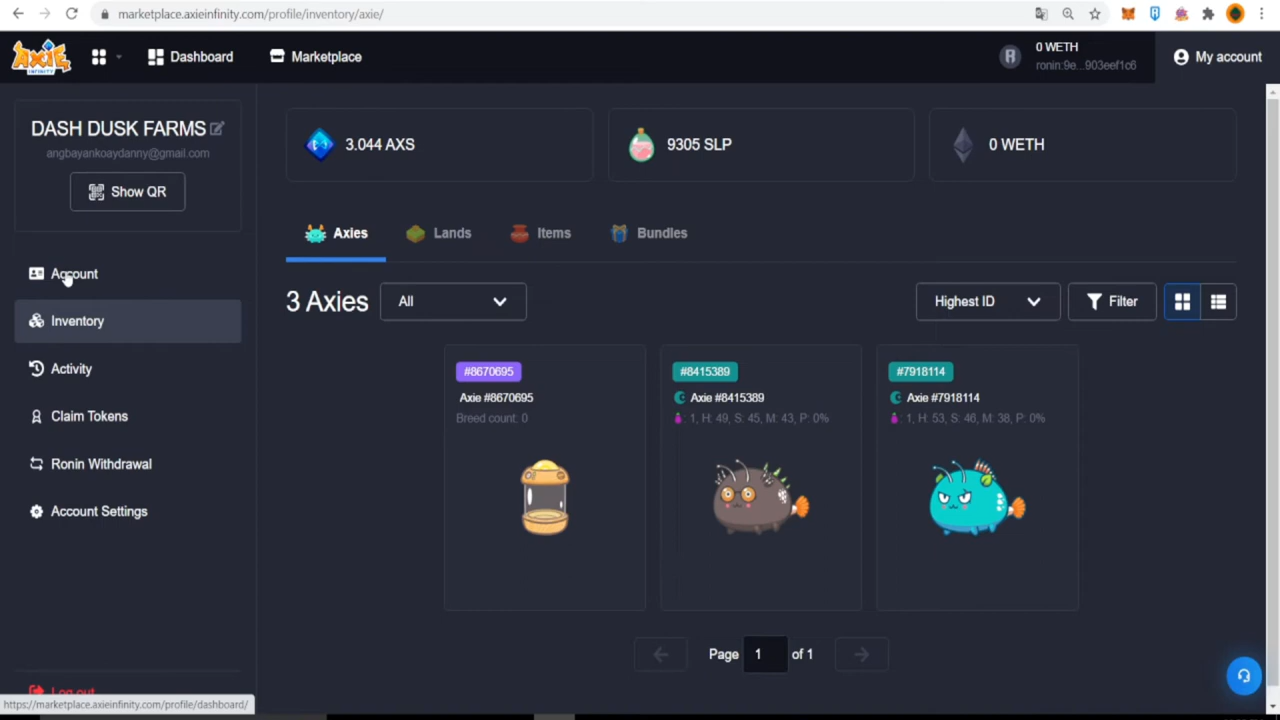 marketplace.axieinfinity.com/profile/inventory/axie/
AXIE
INFINITY
Dashboard
Marketplace
0 WETH
ronin:9e...903eef1c6
My account
DASH DUSK FARMS
angbayankoaydanny@gmail.com
Show QR
Account
Inventory
Activity
Claim Tokens
Ronin Withdrawal
Account Settings
Log out
3.044 AXS
9305 SLP
0 WETH
Axies
Lands
Items
Bundles
3 Axies
All
Highest ID
Filter
#8670695
Axie #8670695
Breed count: 0
#8415389
Axie #8415389
: 1, H: 49, S: 45, M: 43, P: 0%
#7918114
Axie #7918114
: 1, H: 53, S: 46, M: 38, P: 0%
Page 1 of 1
https://marketplace.axieinfinity.com/profile/dashboard/